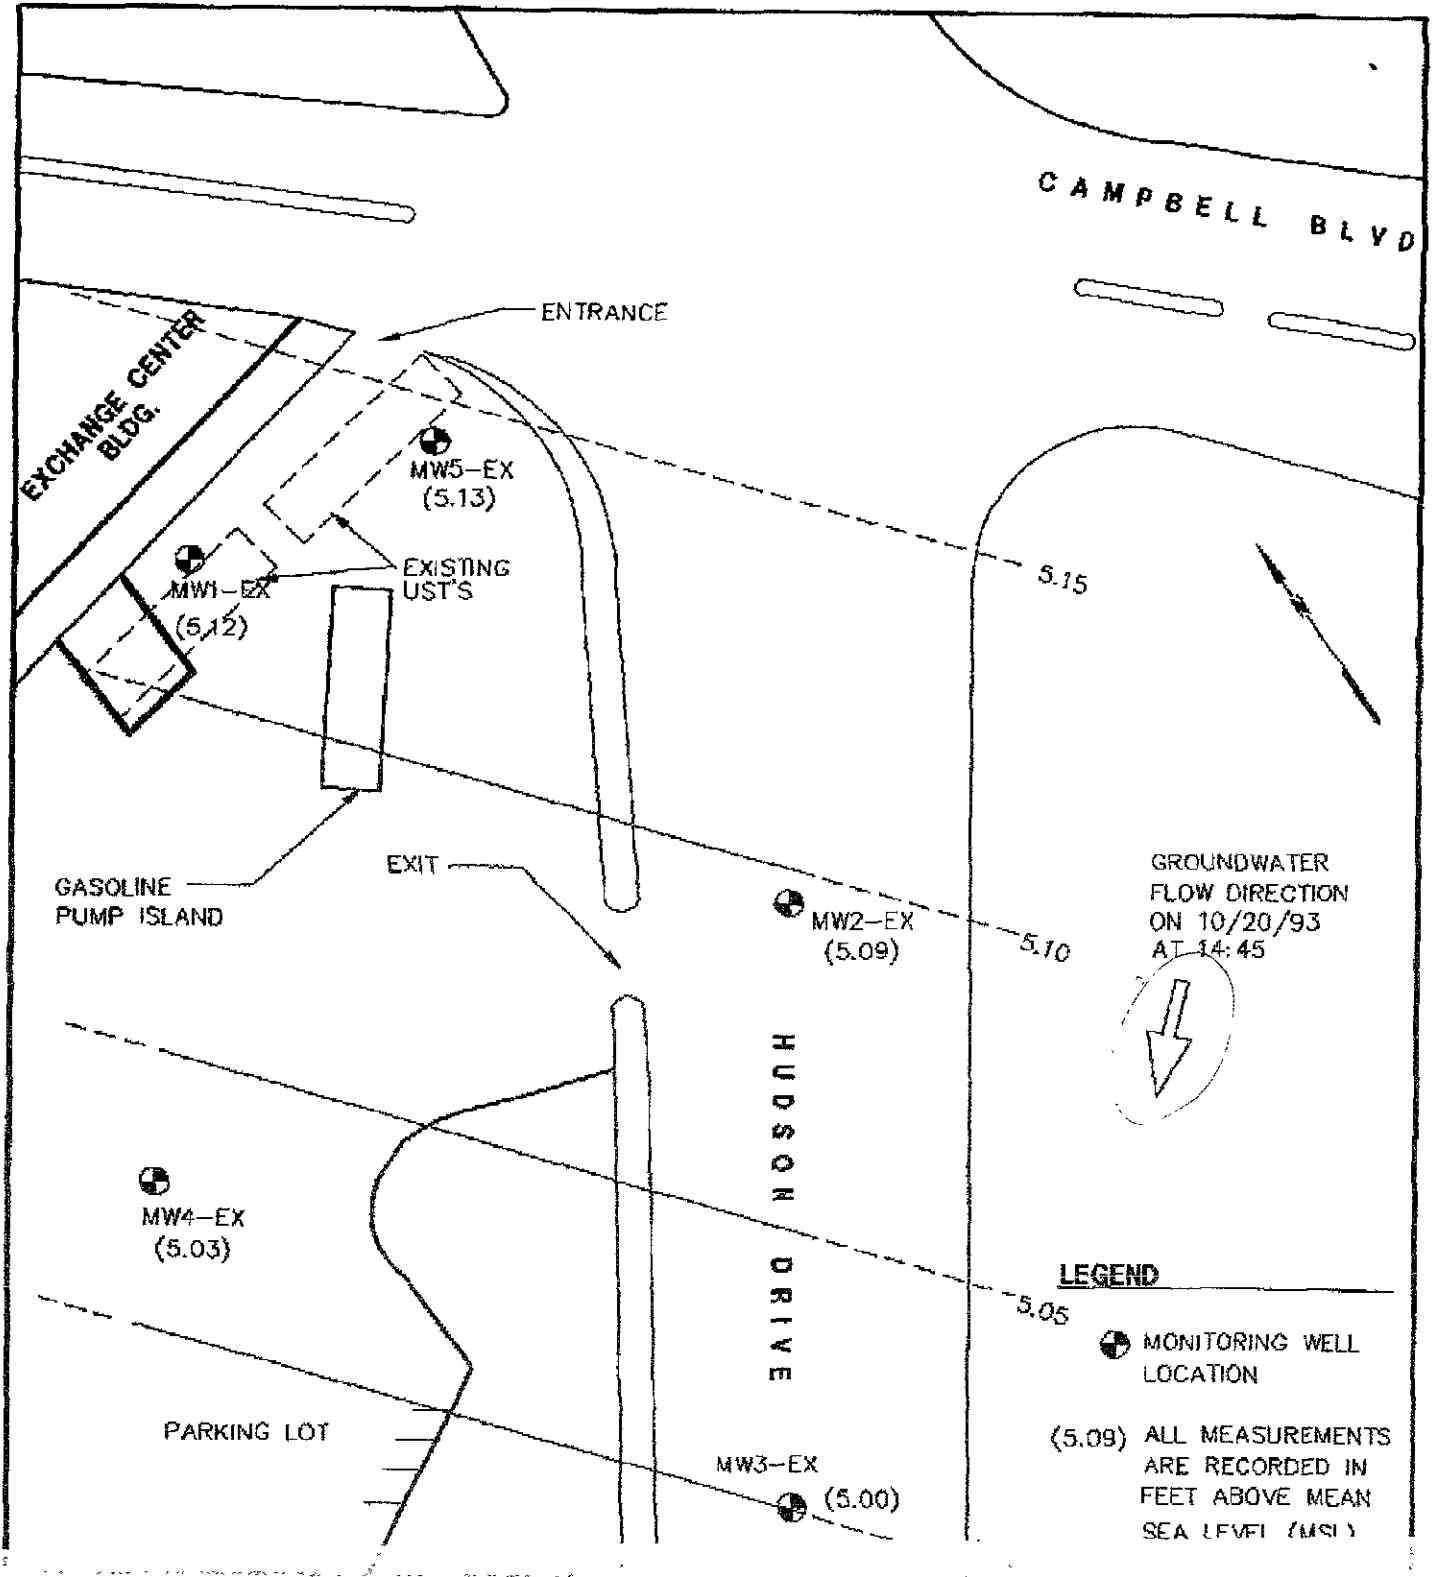 CAMPBELL BLVD
ENTRANCE
EXCHANGE CENTER
BLDG.
MW5-EX
(5.13)
EXISTING
UST'S
MW1-EX
(5.12)
5.15
GASOLINE
PUMP ISLAND
EXIT
MW2-EX
(5.09)
5.10
GROUNDWATER
FLOW DIRECTION
ON 10/20/93
AT 14:45
HUDSON DRIVE
MW4-EX
(5.03)
5.05
LEGEND
MONITORING WELL
LOCATION
PARKING LOT
MW3-EX
(5.00)
(5.09) ALL MEASUREMENTS
ARE RECORDED IN
FEET ABOVE MEAN
SEA LEVEL (MSL)